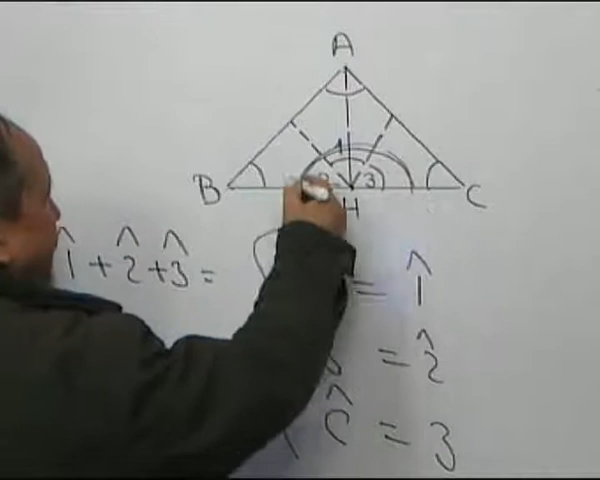 A
1
B 2 3 C
H
1̂ + 2̂ + 3̂ =
= 1̂
= 2̂
Ĉ = 3